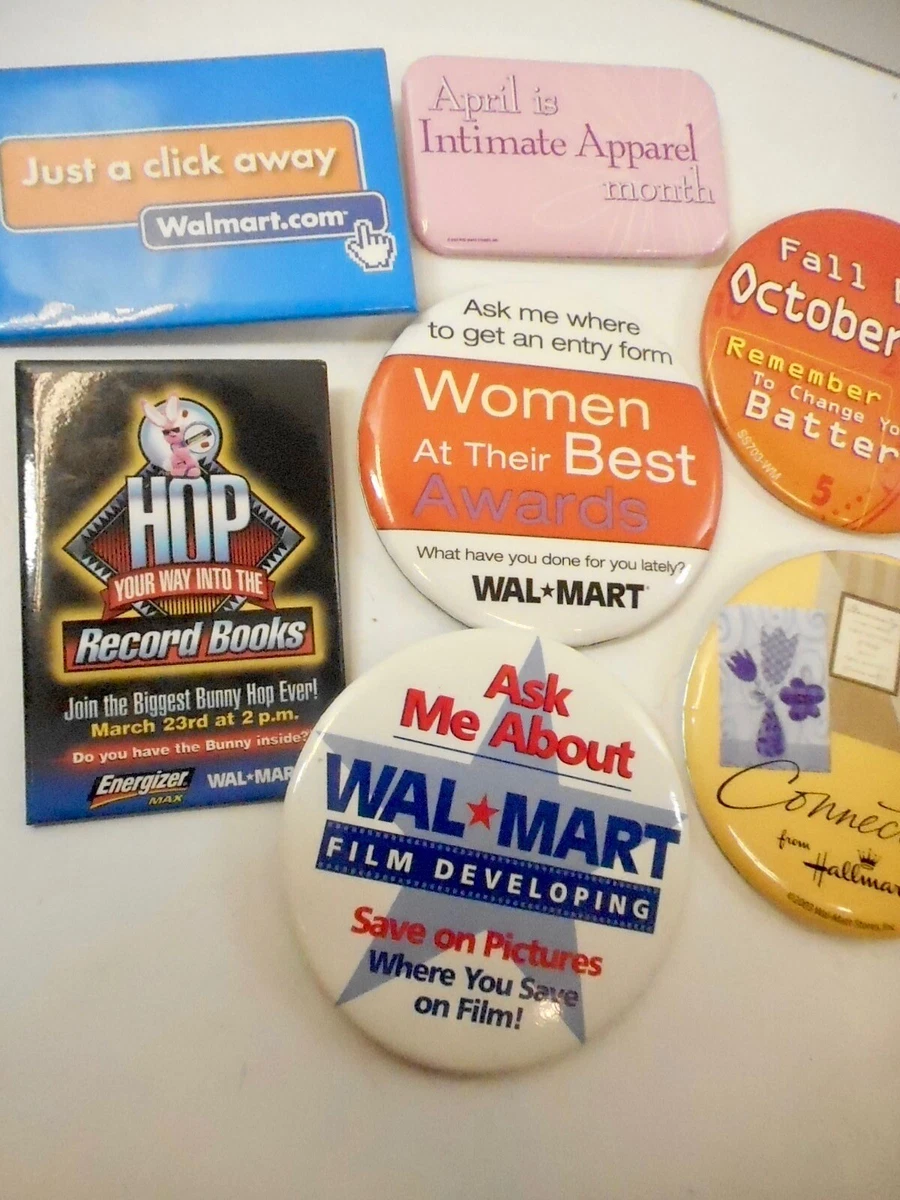 Just a click away
Walmart.com
April is
Intimate Apparel
month
Fall
October
Remember
To Change Yo
Batter
SS703-WM
5
Ask me where
to get an entry form
Women
At Their Best
Awards
What have you done for you lately?
WAL★MART
HOP
YOUR WAY INTO THE
Record Books
Join the Biggest Bunny Hop Ever!
March 23rd at 2 p.m.
Do you have the Bunny inside?
Energizer
MAX
WAL★MAR
Ask
Me About
WAL★MART
FILM DEVELOPING
Save on Pictures
Where You Save
on Film!
Connec
from
Hallmar